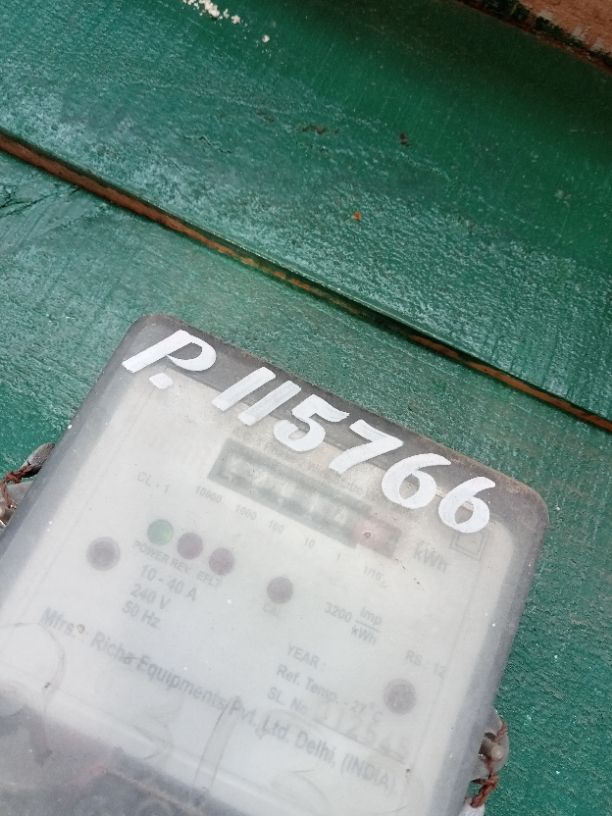 P.115766
CL - 1
10000 1000 100 10 1 1/10
kWh
POWER REV. EFLT
CAL
10 - 40 A
240 V
50 Hz
3200 Imp/kWh
RS - 12
YEAR :
Ref. Temp. : 27°C
SL. No.
Mfrs. : Richa Equipments Pvt. Ltd. Delhi, (INDIA)